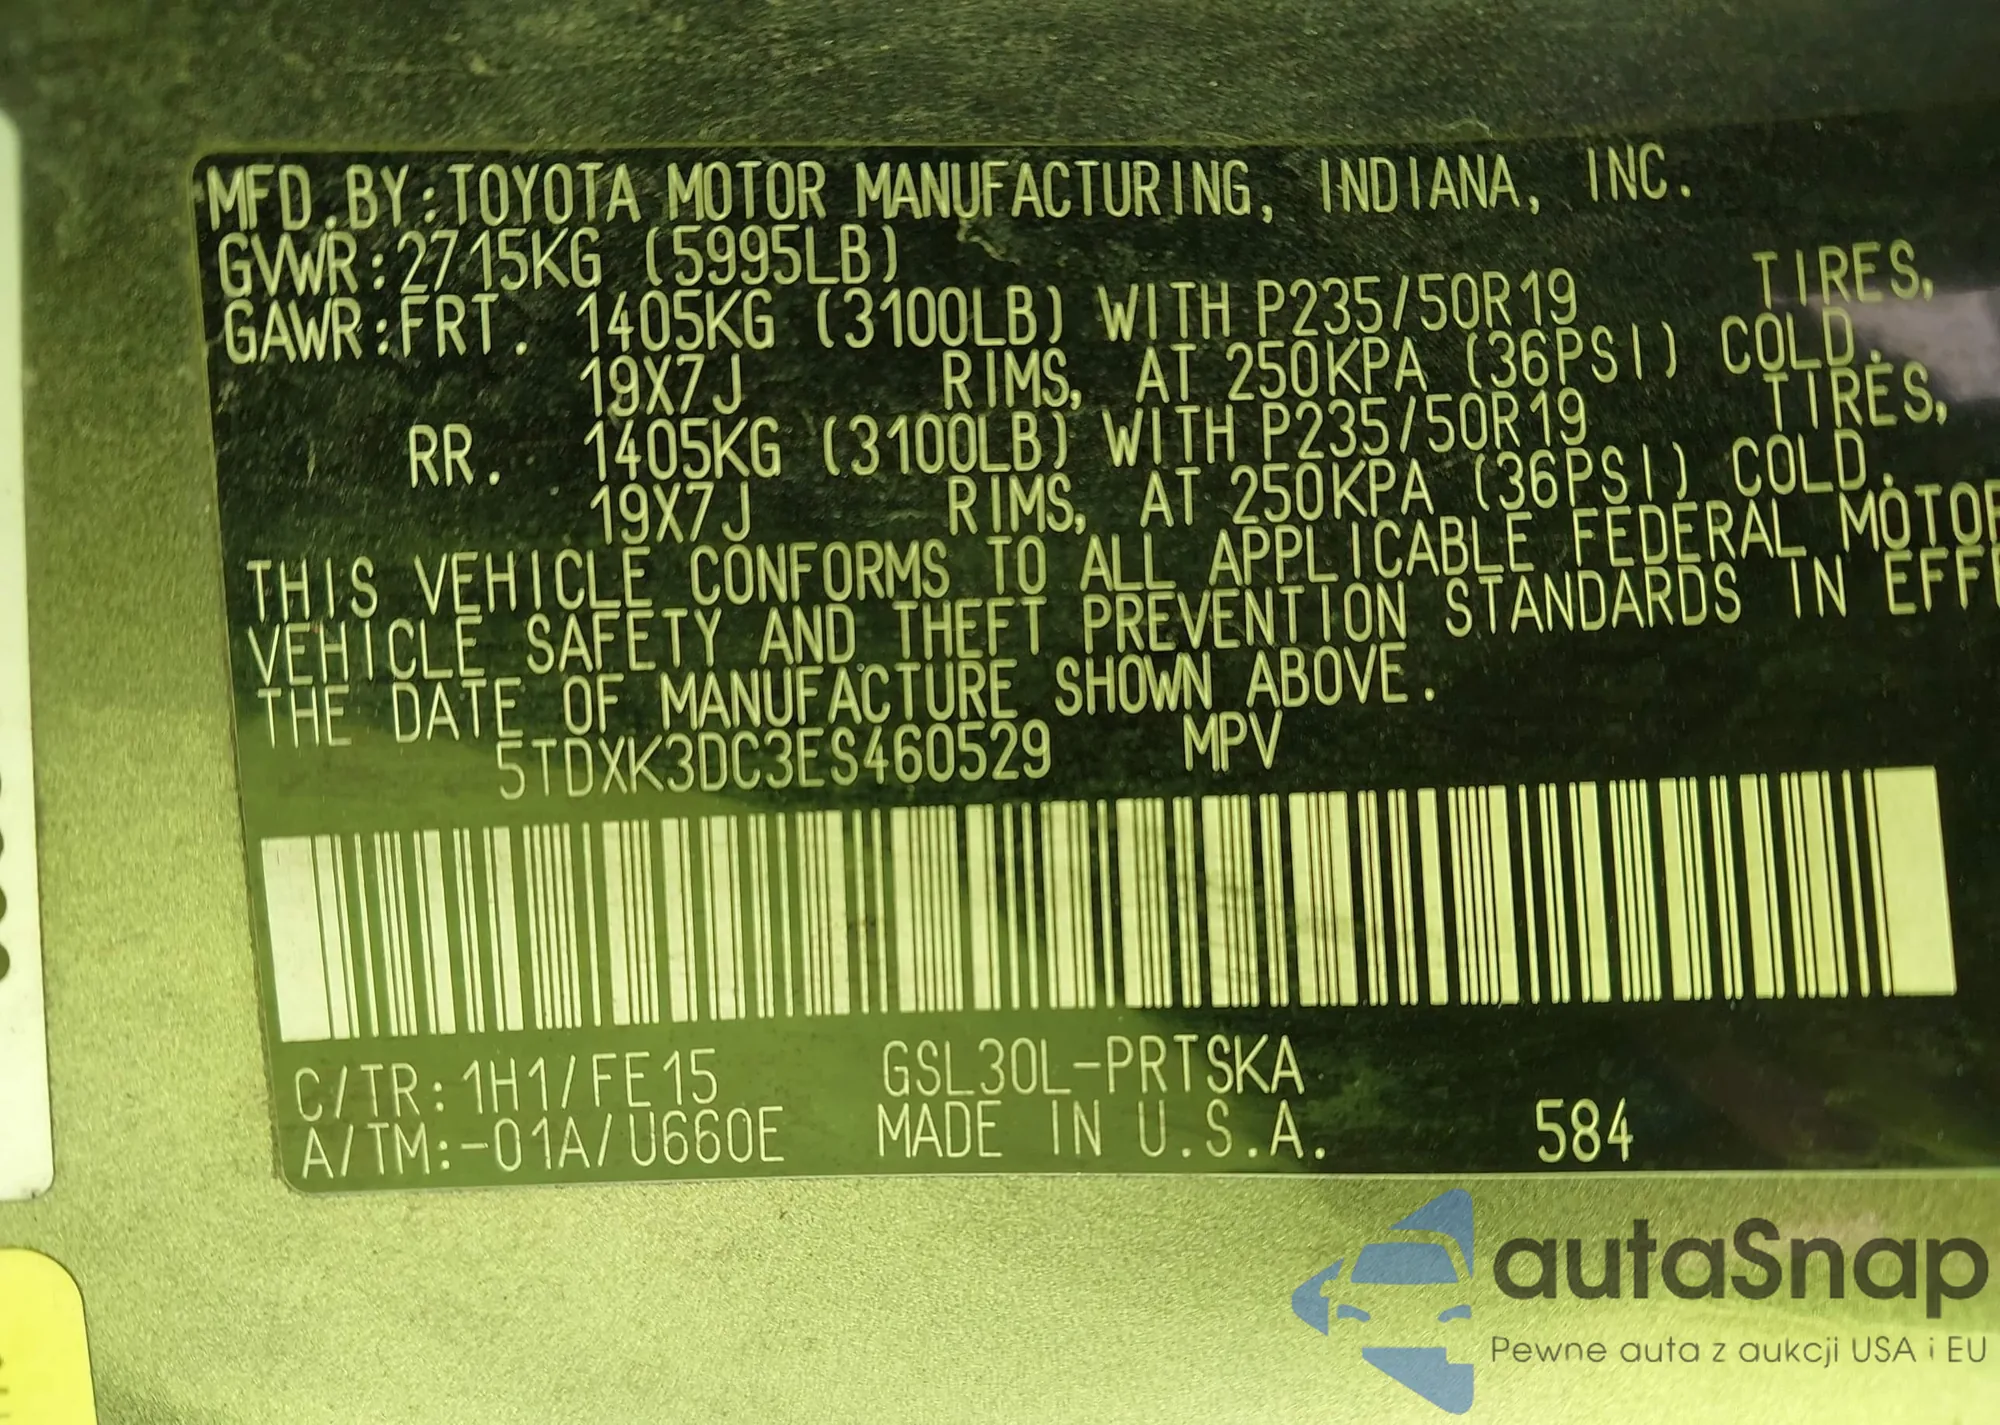 MFD.BY:TOYOTA MOTOR MANUFACTURING, INDIANA, INC.
GVWR:2715KG (5995LB)
GAWR:FRT. 1405KG (3100LB) WITH P235/50R19 TIRES,
19X7J RIMS, AT 250KPA (36PSI) COLD.
RR. 1405KG (3100LB) WITH P235/50R19 TIRES,
19X7J RIMS, AT 250KPA (36PSI) COLD.
THIS VEHICLE CONFORMS TO ALL APPLICABLE FEDERAL MOTOR
VEHICLE SAFETY AND THEFT PREVENTION STANDARDS IN
THE DATE OF MANUFACTURE SHOWN ABOVE.
5TDXK3DC3ES460529 MPV
C/TR:1H1/FE15 GSL30L-PRTSKA
A/TM:-01A/U660E MADE IN U.S.A. 584
autaSnap
Pewne auta z aukcji USA i EU